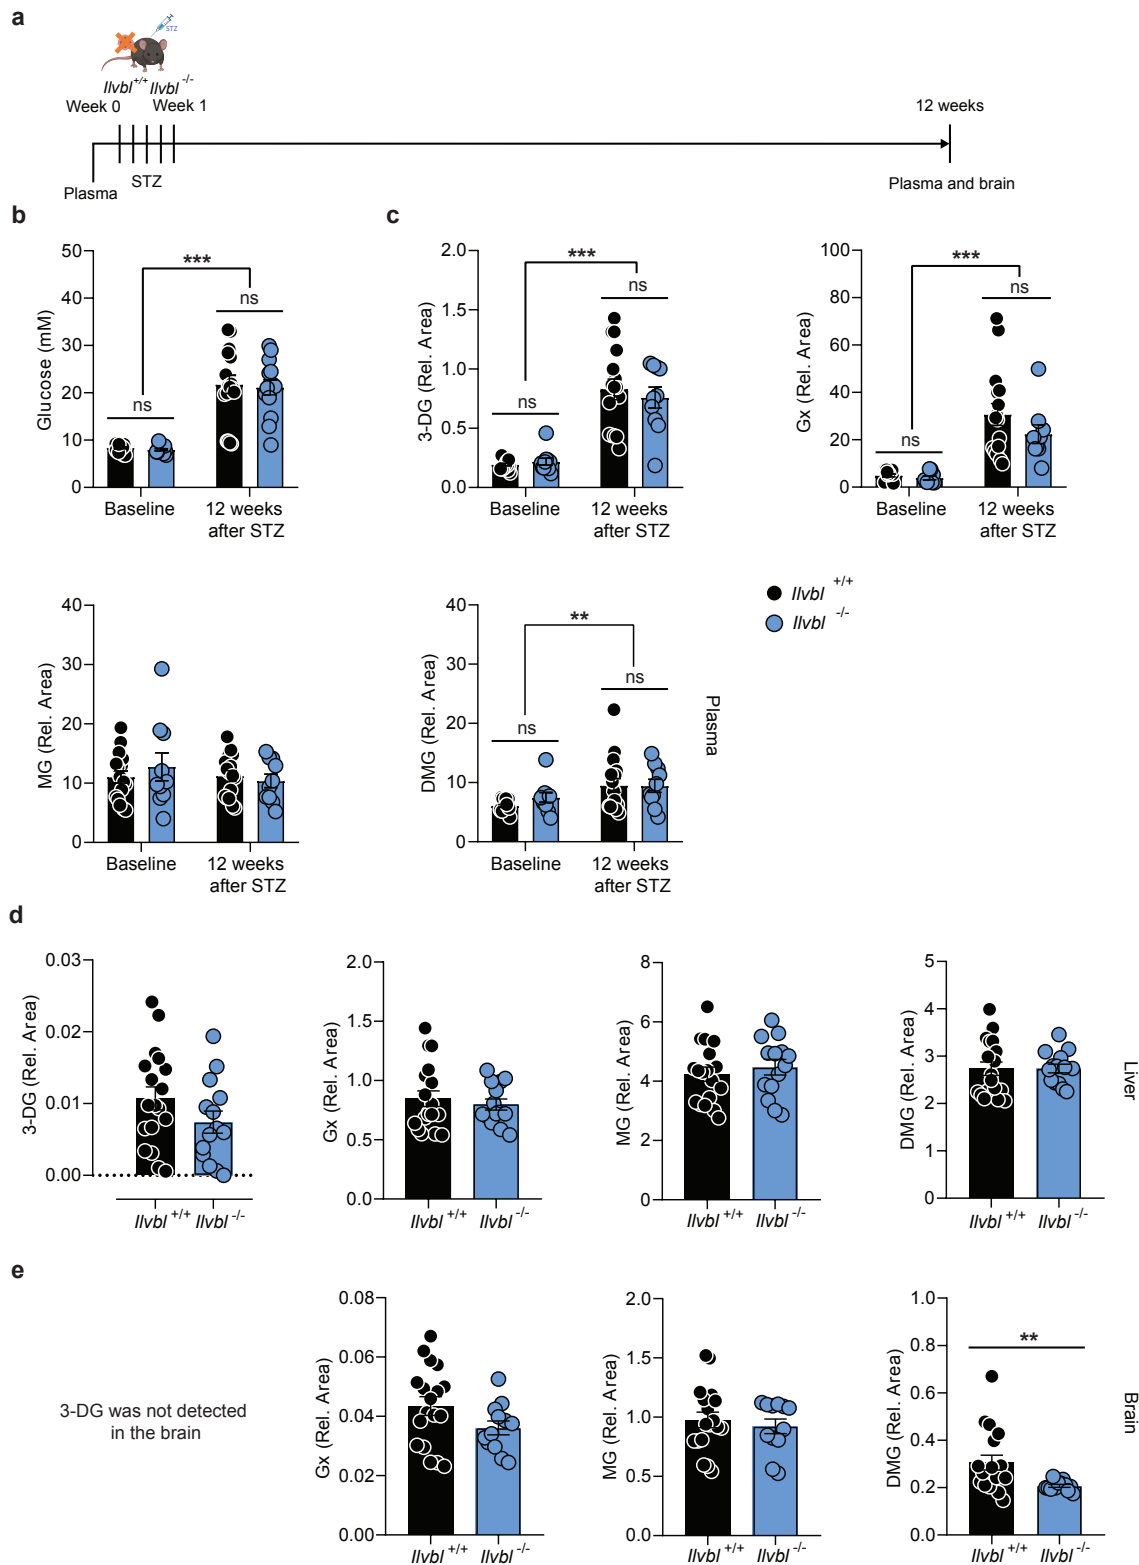 a
STZ
Ilvbl +/+ Ilvbl -/-
Week 0 Week 1 12 weeks
Plasma STZ Plasma and brain
b
50
40
30
20
10
0
Glucose (mM)
***
ns
ns
Baseline
12 weeks
after STZ
c
2.0
1.5
1.0
0.5
0.0
3-DG (Rel. Area)
***
ns
ns
Baseline
12 weeks
after STZ
100
80
60
40
20
0
Gx (Rel. Area)
***
ns
ns
Baseline
12 weeks
after STZ
40
30
20
10
0
MG (Rel. Area)
Baseline
12 weeks
after STZ
40
30
20
10
0
DMG (Rel. Area)
**
ns
ns
Baseline
12 weeks
after STZ
Ilvbl +/+
Ilvbl -/-
Plasma
d
0.03
0.02
0.01
0.00
3-DG (Rel. Area)
Ilvbl +/+ Ilvbl -/-
2.0
1.5
1.0
0.5
0.0
Gx (Rel. Area)
Ilvbl +/+ Ilvbl -/-
8
6
4
2
0
MG (Rel. Area)
Ilvbl +/+ Ilvbl -/-
5
4
3
2
1
0
DMG (Rel. Area)
Ilvbl +/+ Ilvbl -/-
Liver
e
3-DG was not detected
in the brain
0.08
0.06
0.04
0.02
0.00
Gx (Rel. Area)
Ilvbl +/+ Ilvbl -/-
2.0
1.5
1.0
0.5
0.0
MG (Rel. Area)
Ilvbl +/+ Ilvbl -/-
1.0
0.8
0.6
0.4
0.2
0.0
DMG (Rel. Area)
**
Ilvbl +/+ Ilvbl -/-
Brain